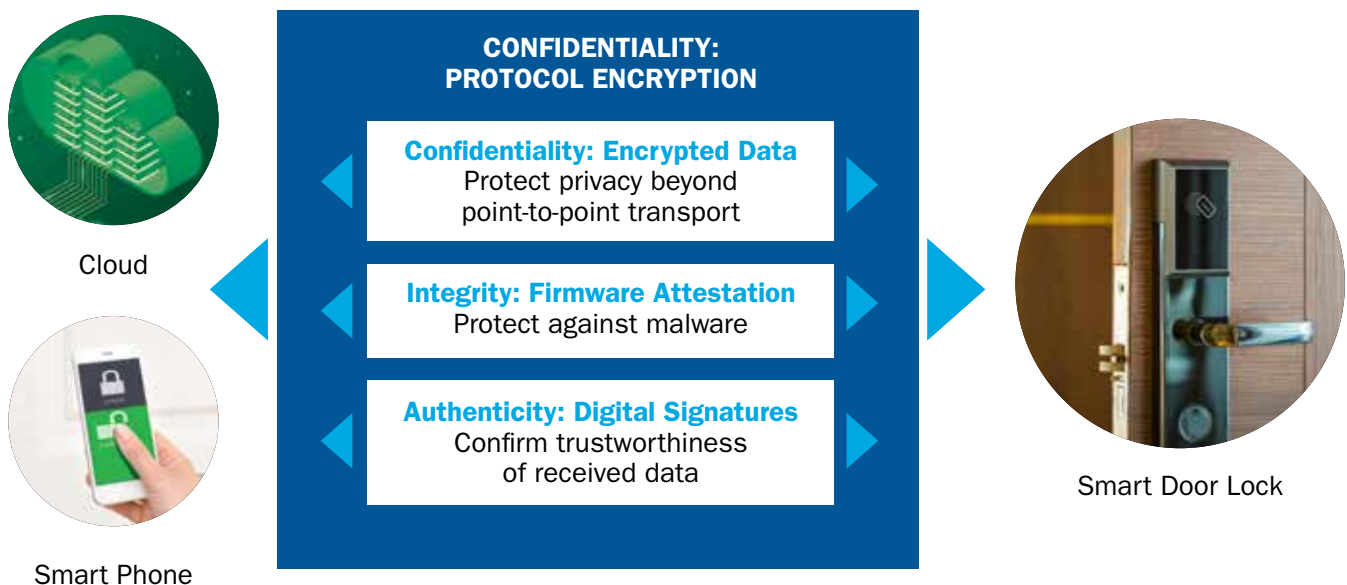 CONFIDENTIALITY:
PROTOCOL ENCRYPTION
Confidentiality: Encrypted Data
Protect privacy beyond
point-to-point transport
Integrity: Firmware Attestation
Protect against malware
Authenticity: Digital Signatures
Confirm trustworthiness
of received data
Cloud
Smart Phone
Smart Door Lock